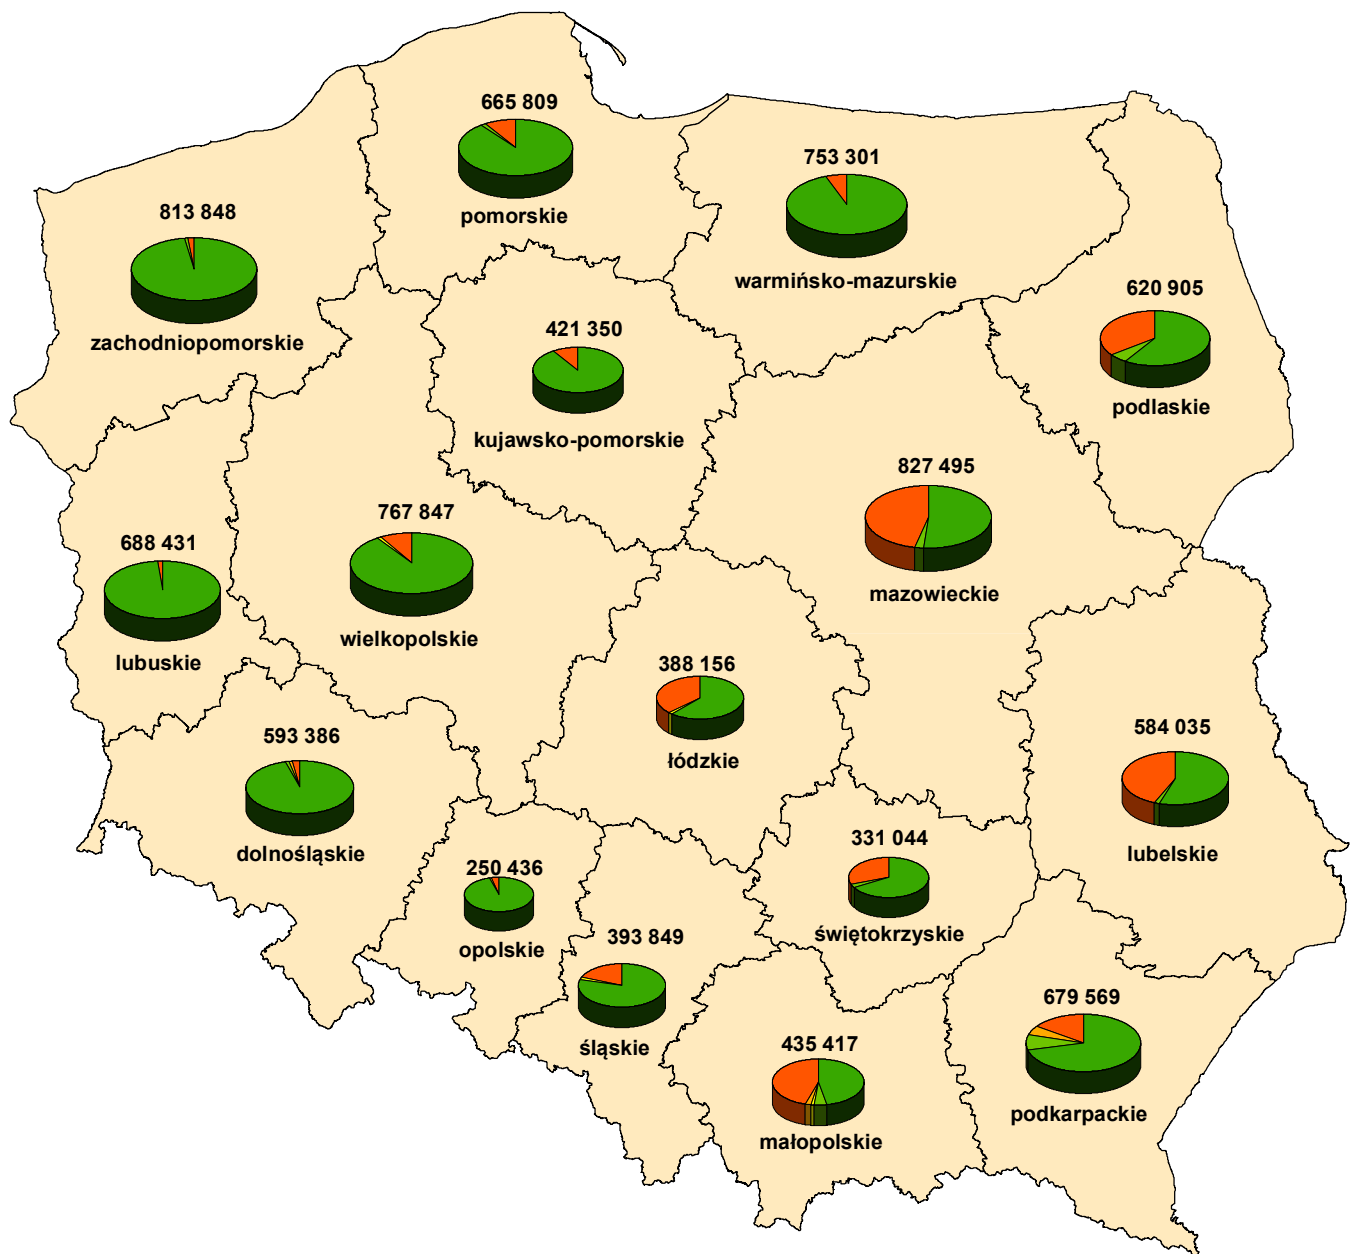 665 809
pomorskie
753 301
warmińsko-mazurskie
813 848
zachodniopomorskie
620 905
podlaskie
421 350
kujawsko-pomorskie
827 495
mazowieckie
767 847
wielkopolskie
688 431
lubuskie
388 156
łódzkie
593 386
dolnośląskie
584 035
lubelskie
331 044
świętokrzyskie
250 436
opolskie
393 849
śląskie
679 569
podkarpackie
435 417
małopolskie